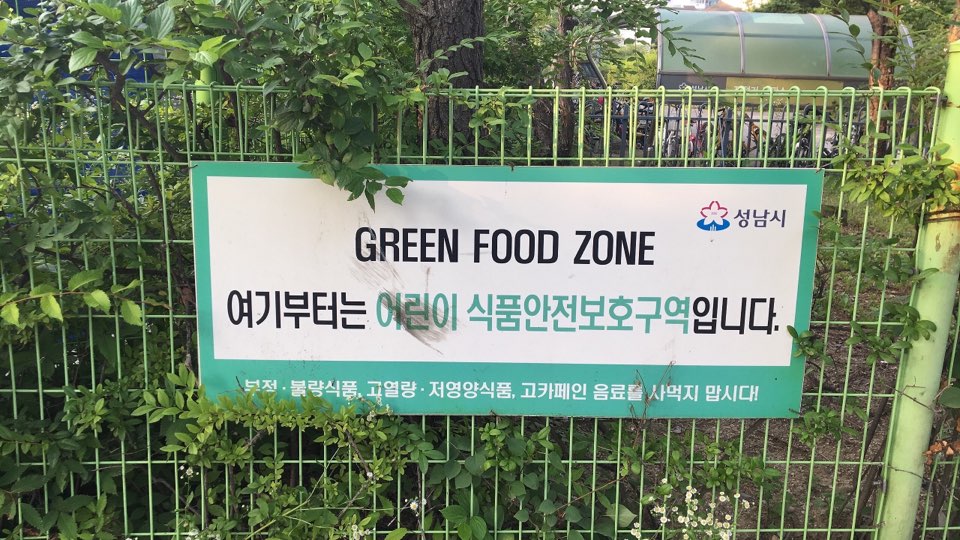 성남시
GREEN FOOD ZONE
여기부터는 어린이 식품안전보호구역입니다.
부정·불량식품, 고열량·저영양식품, 고카페인 음료를 사먹지 맙시다!